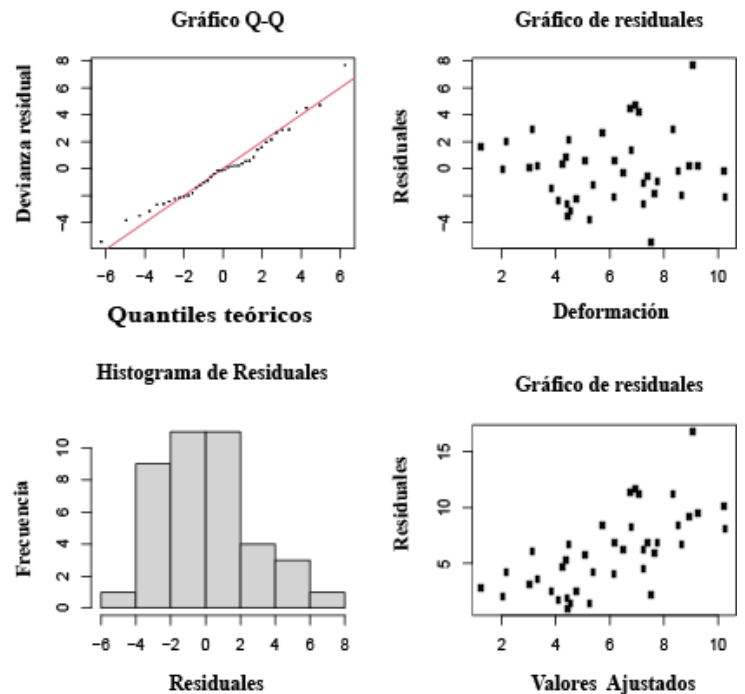 Gráfico Q-Q
Devianza residual
8
6
4
2
0
−4
−6 −4 −2 0 2 4 6
Quantiles teóricos
Gráfico de residuales
Residuales
8
6
4
2
0
−4
2 4 6 8 10
Deformación
Histograma de Residuales
Frecuencia
10
8
6
4
2
0
−6 −4 −2 0 2 4 6 8
Residuales
Gráfico de residuales
Residuales
15
10
5
2 4 6 8 10
Valores Ajustados